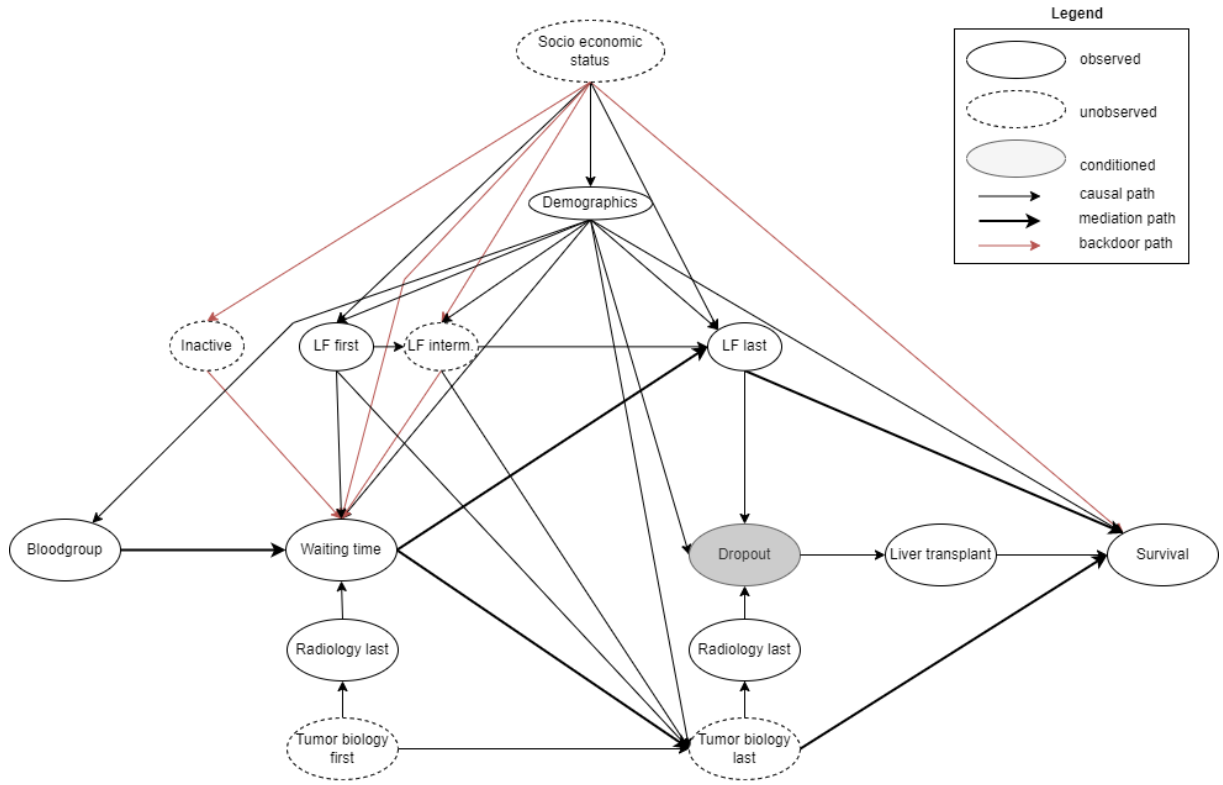 Legend
Socio economic
status
observed
unobserved
conditioned
causal path
mediation path
backdoor path
Demographics
Inactive
LF first
LF interm.
LF last
Bloodgroup
Waiting time
Dropout
Liver transplant
Survival
Radiology last
Radiology last
Tumor biology
first
Tumor biology
last